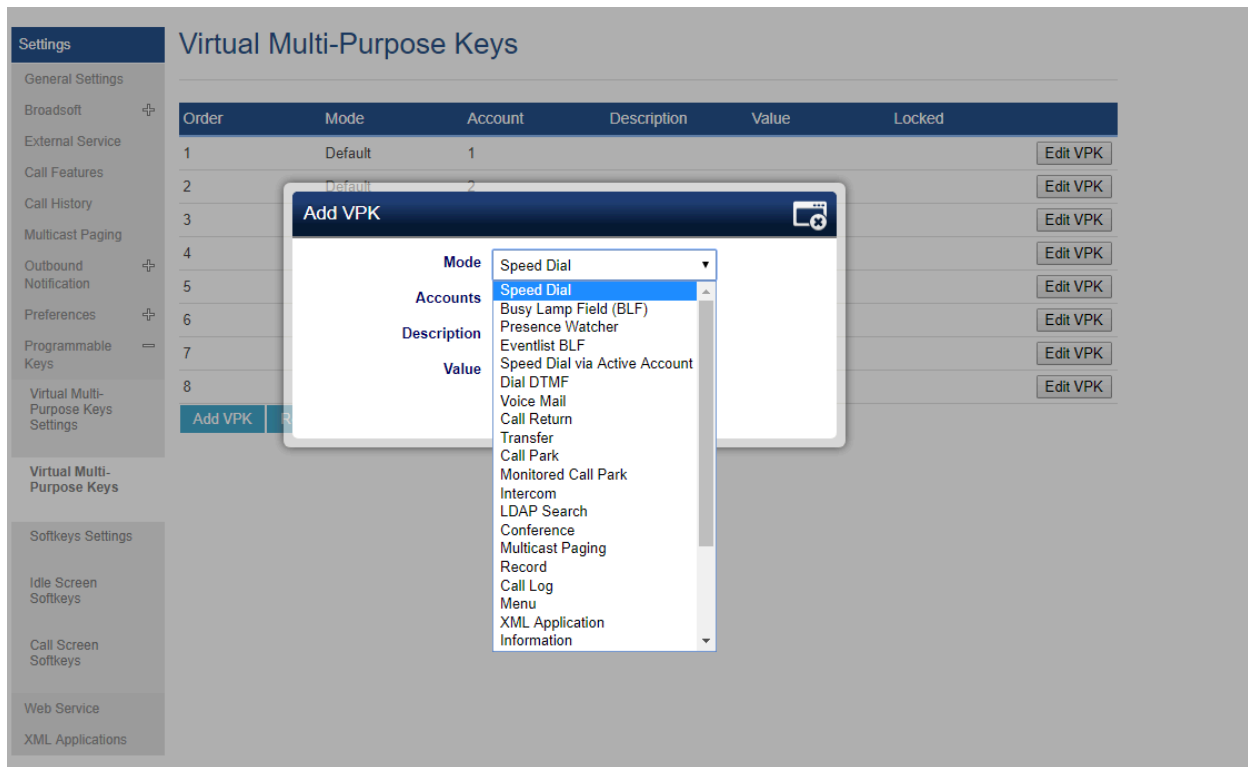 Settings
General Settings
Broadsoft
External Service
Call Features
Call History
Multicast Paging
Outbound
Notification
Preferences
Programmable
Keys
Virtual Multi-
Purpose Keys
Settings
Virtual Multi-
Purpose Keys
Softkeys Settings
Idle Screen
Softkeys
Call Screen
Softkeys
Web Service
XML Applications
Virtual Multi-Purpose Keys
Order Mode Account Description Value Locked
1 Default 1 Edit VPK
2 Default 2 Edit VPK
3 Edit VPK
4 Edit VPK
5 Edit VPK
6 Edit VPK
7 Edit VPK
8 Edit VPK
Add VPK
Add VPK
Mode Speed Dial
Accounts
Description
Value
Speed Dial
Busy Lamp Field (BLF)
Presence Watcher
Eventlist BLF
Speed Dial via Active Account
Dial DTMF
Voice Mail
Call Return
Transfer
Call Park
Monitored Call Park
Intercom
LDAP Search
Conference
Multicast Paging
Record
Call Log
Menu
XML Application
Information